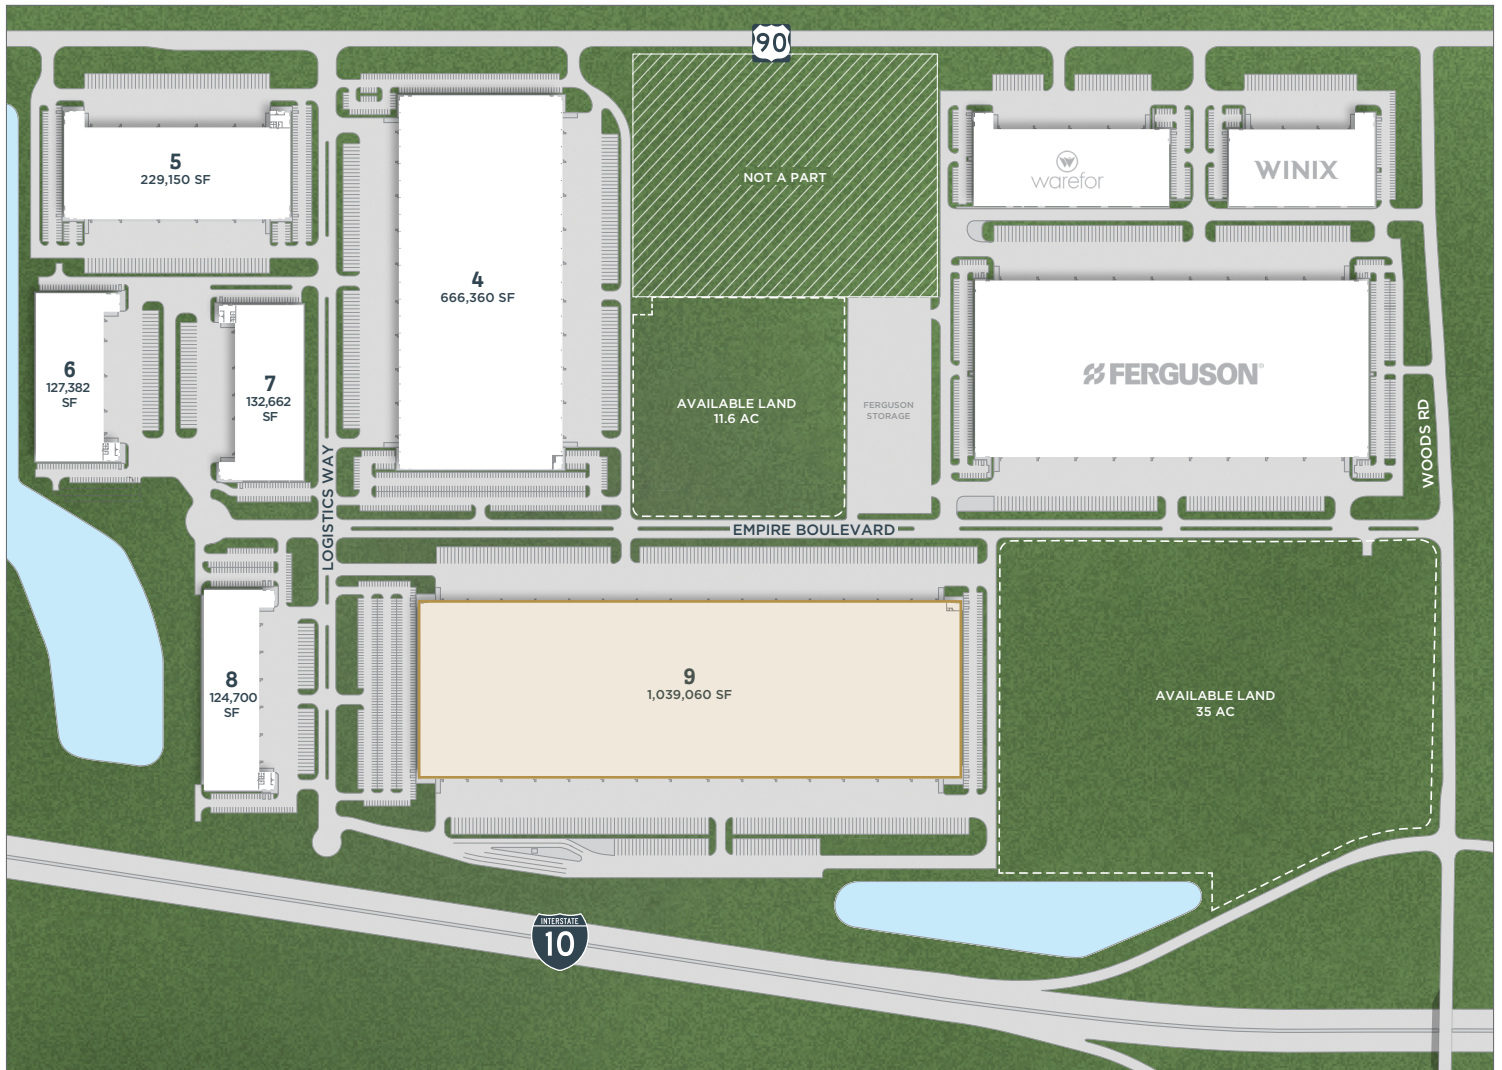 90
5
229,150 SF
NOT A PART
warefor
WINIX
4
666,360 SF
6
127,382
SF
7
132,662
SF
AVAILABLE LAND
11.6 AC
FERGUSON
STORAGE
FERGUSON®
WOODS RD
LOGISTICS WAY
EMPIRE BOULEVARD
8
124,700
SF
9
1,039,060 SF
AVAILABLE LAND
35 AC
INTERSTATE
10